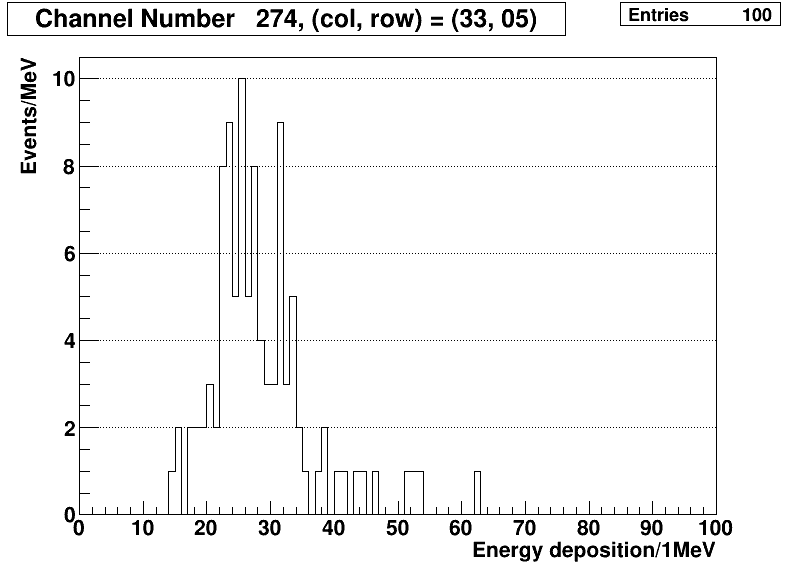 Channel Number 274, (col, row) = (33, 05)
Entries 100
Events/MeV
10
8
6
4
2
0
0 10 20 30 40 50 60 70 80 90 100
Energy deposition/1MeV